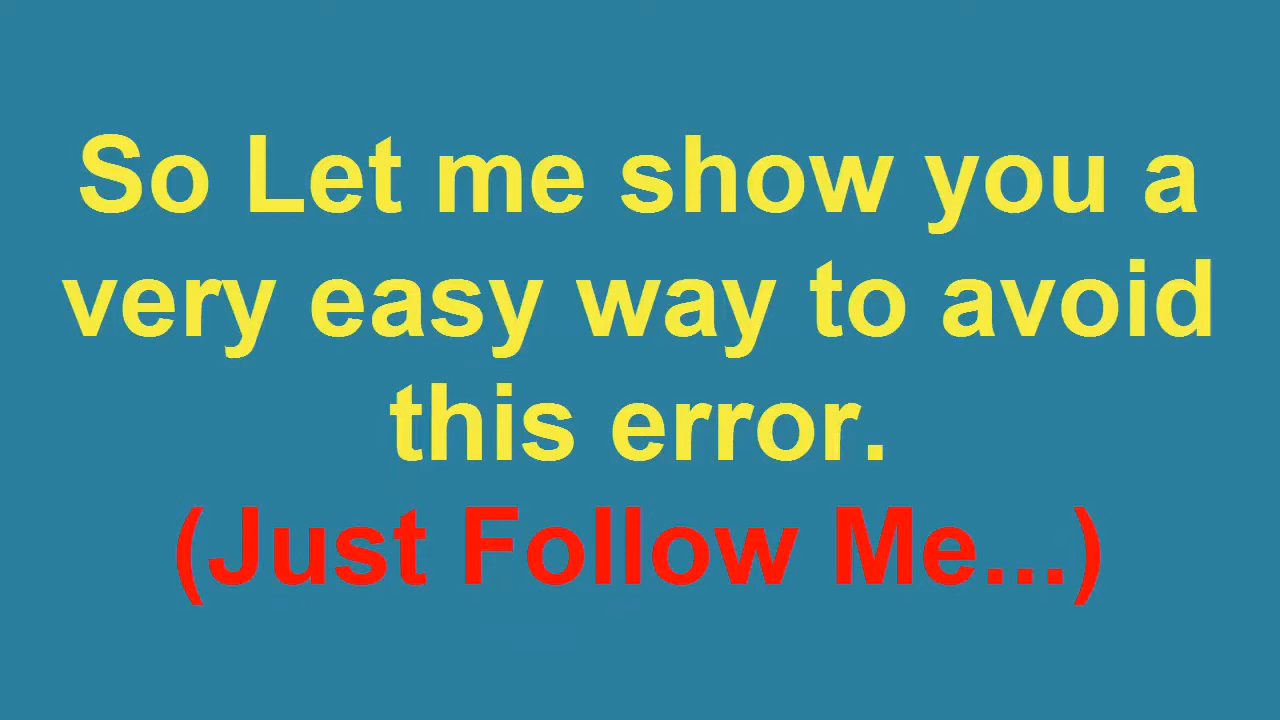 So Let me show you a
very easy way to avoid
this error.
(Just Follow Me...)